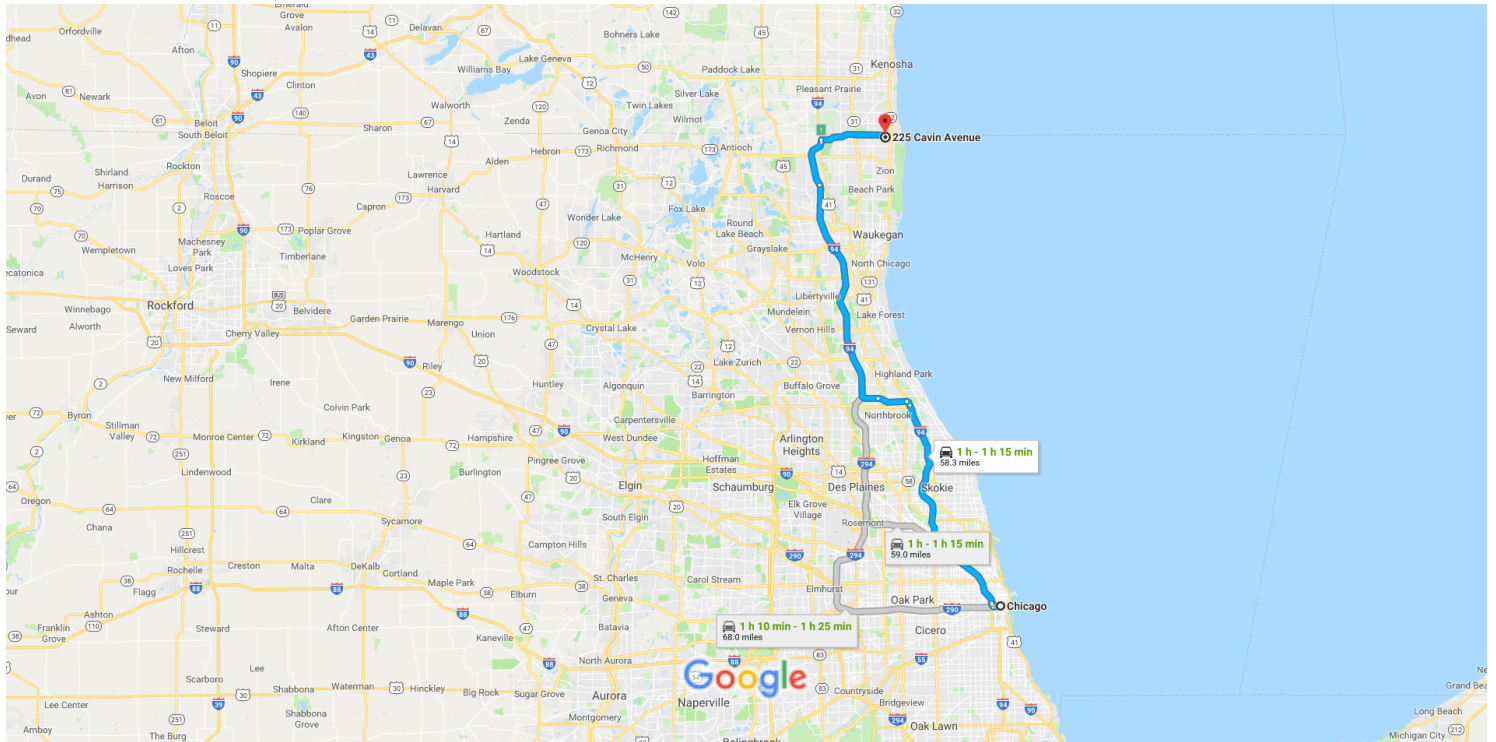 Orfordville
Emerald
Grove
Avalon
Delavan
Bohners Lake
Afton
Shopiere
Clinton
Lake Geneva
Williams Bay
Paddock Lake
Kenosha
Pleasant Prairie
Avon
Newark
Beloit
South Beloit
Walworth
Sharon
Zenda
Genoa City
Twin Lakes
Silver Lake
Wilmot
225 Cavin Avenue
Rockton
Hebron
Richmond
Antioch
Alden
Zion
Durand
Shirland
Harrison
Roscoe
Lawrence
Harvard
Capron
Beach Park
Fox Lake
Wonder Lake
Round
Lake Beach
Waukegan
Grayslake
Machesney
Park
Poplar Grove
Timberlane
Hartland
McHenry
Volo
North Chicago
Wempletown
Loves Park
Woodstock
Libertyville
Mundelein
Lake Forest
Rockford
Winnebago
Alworth
Seward
BUS
Belvidere
Garden Prairie
Marengo
Union
Crystal Lake
Vernon Hills
Cherry Valley
Riley
Lake Zurich
Highland Park
New Milford
Irene
Huntley
Algonquin
Buffalo Grove
Barrington
Byron
Stillman
Valley
Colvin Park
Carpentersville
Northbrook
Monroe Center
Kirkland
Kingston
Genoa
Hampshire
West Dundee
Arlington
Heights
1 h - 1 h 15 min
58.3 miles
Lindenwood
Pingree Grove
Burlington
Hoffman
Estates
Elgin
Schaumburg
Des Plaines
Skokie
Oregon
Clare
Elk Grove
Village
Chana
Sycamore
South Elgin
Rosemont
1 h - 1 h 15 min
59.0 miles
Hillcrest
Campton Hills
Rochelle
Creston
Malta
DeKalb
Cortland
Maple Park
Elburn
St. Charles
Geneva
Carol Stream
Elmhurst
Oak Park
Chicago
Flagg
Ashton
Franklin
Grove
Steward
Afton Center
Kaneville
Batavia
1 h 10 min - 1 h 25 min
68.0 miles
Cicero
North Aurora
Google
Lee
Scarboro
Shabbona
Waterman
Hinckley
Big Rock
Sugar Grove
Aurora
Naperville
Countryside
Bridgeview
Lee Center
Shabbona
Grove
Montgomery
Oak Lawn
Long Beach
Michigan City
Amboy
The Burg